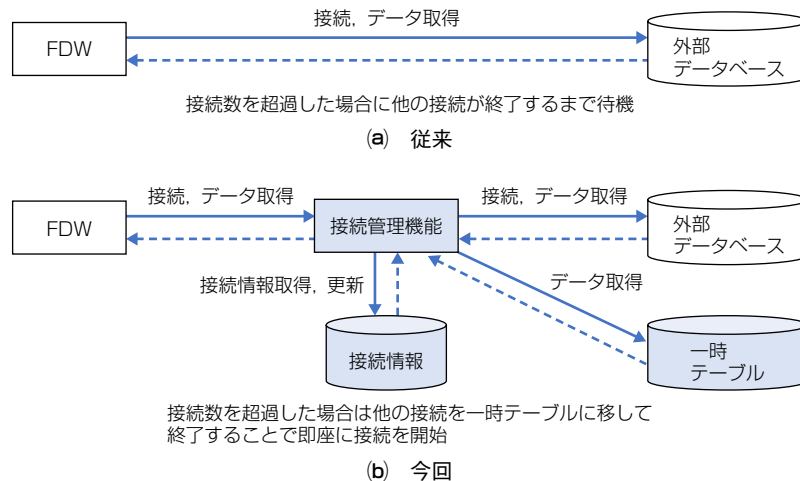 接続，データ取得
FDW
外部
データベース
接続数を超過した場合に他の接続が終了するまで待機
(a) 従来
接続，データ取得
接続，データ取得
FDW
接続管理機能
外部
データベース
接続情報取得，更新
データ取得
接続情報
一時
テーブル
接続数を超過した場合は他の接続を一時テーブルに移して
終了することで即座に接続を開始
(b) 今回